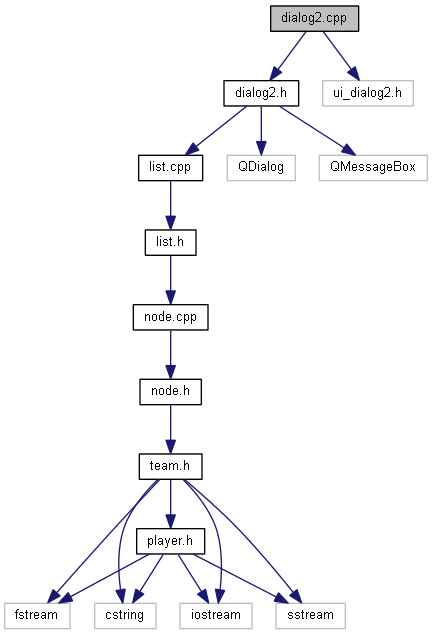 dialog2.cpp
dialog2.h
ui_dialog2.h
list.cpp
QDialog
QMessageBox
list.h
node.cpp
node.h
team.h
player.h
fstream
cstring
iostream
sstream